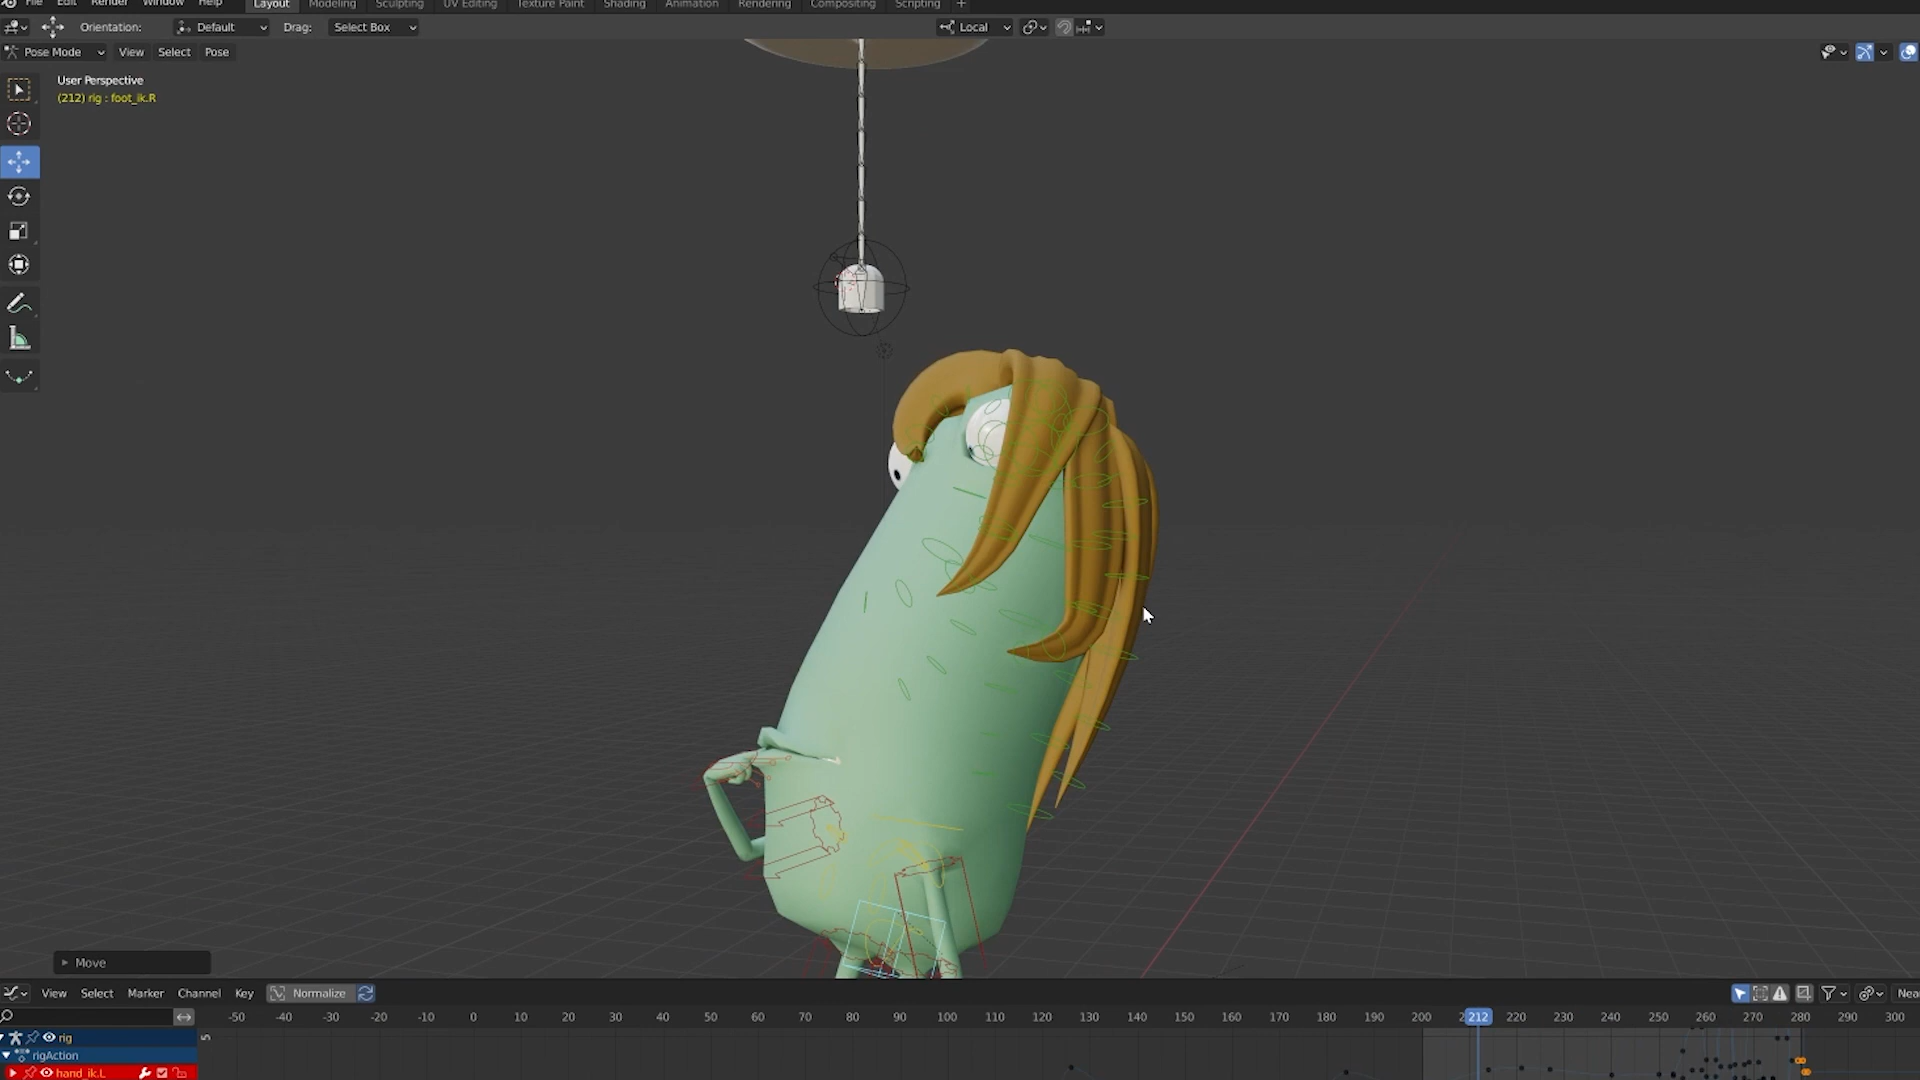 File Edit Render Window Help Layout Modeling Sculpting UV Editing Texture Paint Shading Animation Rendering Compositing Scripting +
Orientation: Default Drag: Select Box Local
Pose Mode View Select Pose
User Perspective
(212) rig : foot_ik.R
Move
View Select Marker Channel Key Normalize
-50 -40 -30 -20 -10 0 10 20 30 40 50 60 70 80 90 100 110 120 130 140 150 160 170 180 190 200 212 220 230 240 250 260 270 280 290 300
rig
rigAction
hand_ik.L